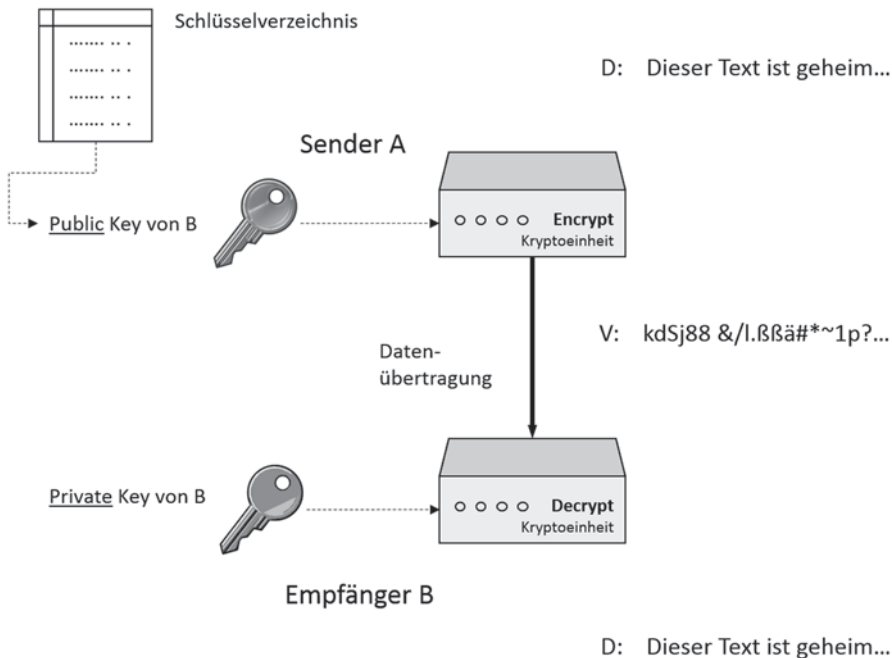 Schlüsselverzeichnis
D: Dieser Text ist geheim...
Sender A
Public Key von B
Encrypt
Kryptoeinheit
V: kdSj88 &/l.ßßä#*~1p?...
Daten-
übertragung
Private Key von B
Decrypt
Kryptoeinheit
Empfänger B
D: Dieser Text ist geheim...